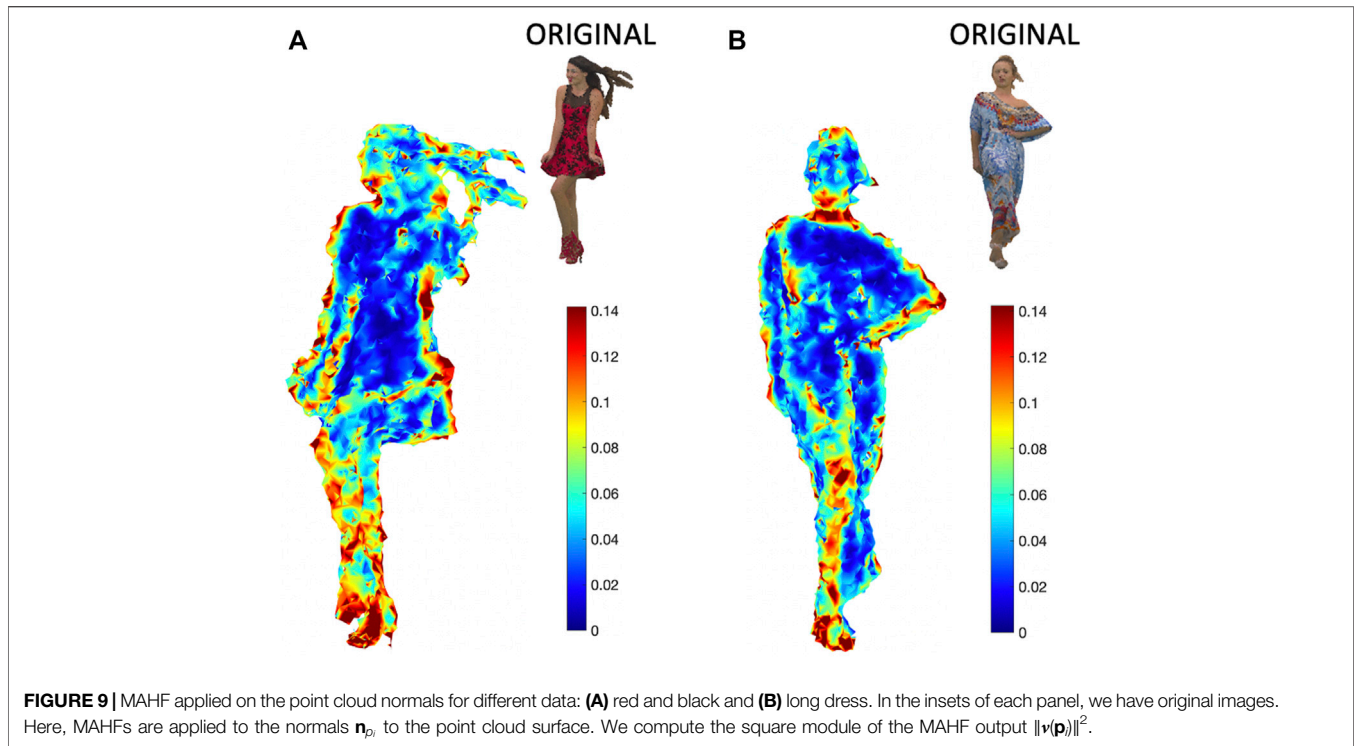 A
ORIGINAL
B
ORIGINAL
0.14
0.12
0.1
0.08
0.06
0.04
0.02
0
0.14
0.12
0.1
0.08
0.06
0.04
0.02
0
FIGURE 9 | MAHF applied on the point cloud normals for different data: (A) red and black and (B) long dress. In the insets of each panel, we have original images.
Here, MAHFs are applied to the normals n_{p_i} to the point cloud surface. We compute the square module of the MAHF output ‖ν(p_i)‖².